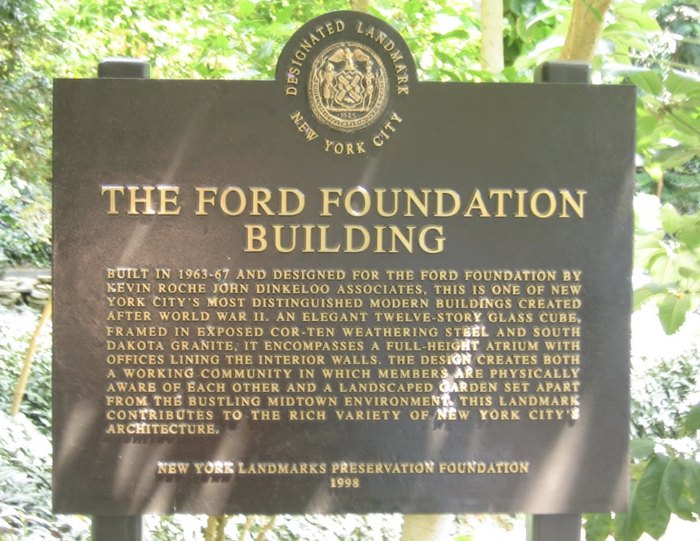 DESIGNATED LANDMARK
1625
NEW YORK CITY
THE FORD FOUNDATION
BUILDING
BUILT IN 1963-67 AND DESIGNED FOR THE FORD FOUNDATION BY
KEVIN ROCHE JOHN DINKELOO ASSOCIATES, THIS IS ONE OF NEW
YORK CITY'S MOST DISTINGUISHED MODERN BUILDINGS CREATED
AFTER WORLD WAR II. AN ELEGANT TWELVE-STORY GLASS CUBE,
FRAMED IN EXPOSED COR-TEN WEATHERING STEEL AND SOUTH
DAKOTA GRANITE, IT ENCOMPASSES A FULL-HEIGHT ATRIUM WITH
OFFICES LINING THE INTERIOR WALLS. THE DESIGN CREATES BOTH
A WORKING COMMUNITY IN WHICH MEMBERS ARE PHYSICALLY
AWARE OF EACH OTHER AND A LANDSCAPED GARDEN SET APART
FROM THE BUSTLING MIDTOWN ENVIRONMENT. THIS LANDMARK
CONTRIBUTES TO THE RICH VARIETY OF NEW YORK CITY'S
ARCHITECTURE.
NEW YORK LANDMARKS PRESERVATION FOUNDATION
1998